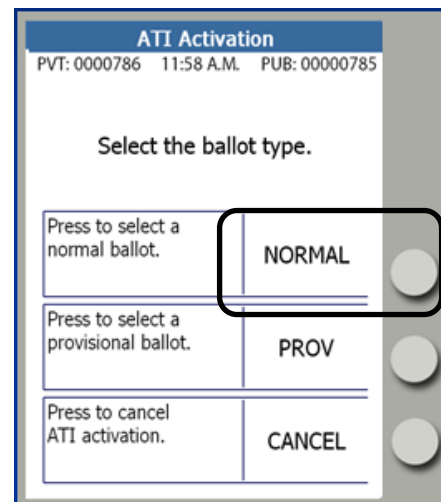 ATI Activation
PVT: 0000786 11:58 A.M. PUB: 00000785
Select the ballot type.
Press to select a
normal ballot.
NORMAL
Press to select a
provisional ballot.
PROV
Press to cancel
ATI activation.
CANCEL